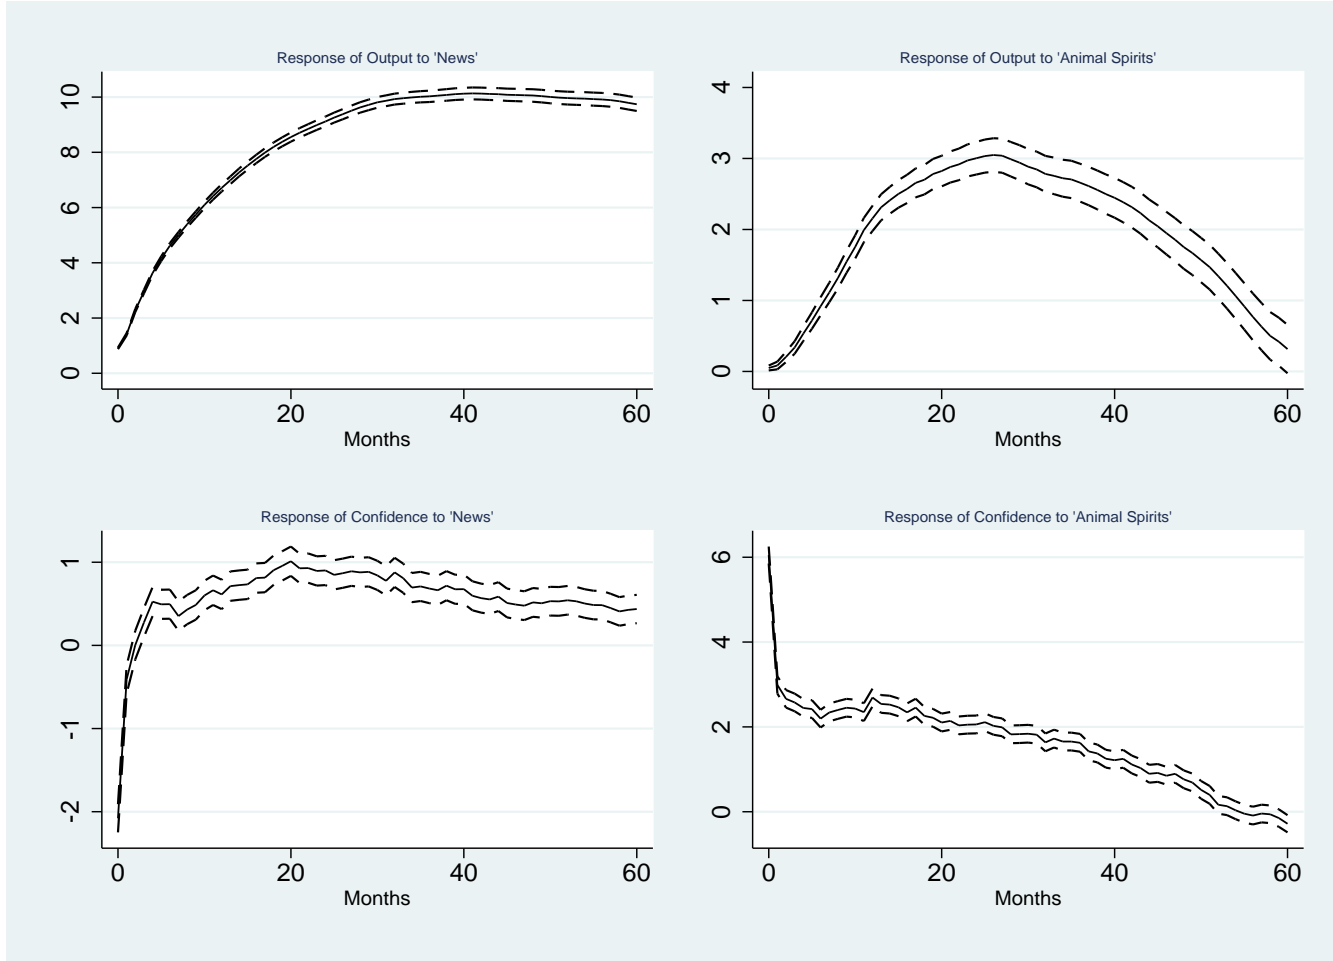 Response of Output to 'News'
10
8
6
4
2
0
0 20 40 60
Months
Response of Output to 'Animal Spirits'
4
3
2
1
0
0 20 40 60
Months
Response of Confidence to 'News'
1
0
-1
-2
0 20 40 60
Months
Response of Confidence to 'Animal Spirits'
6
4
2
0
0 20 40 60
Months